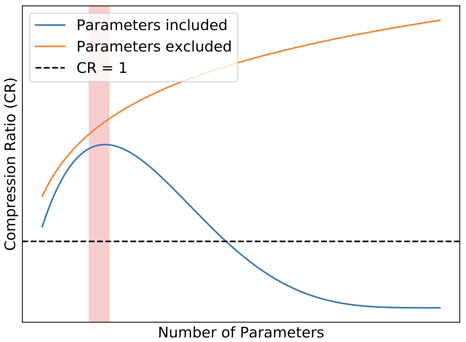 Parameters included
Parameters excluded
CR = 1
Compression Ratio (CR)
Number of Parameters